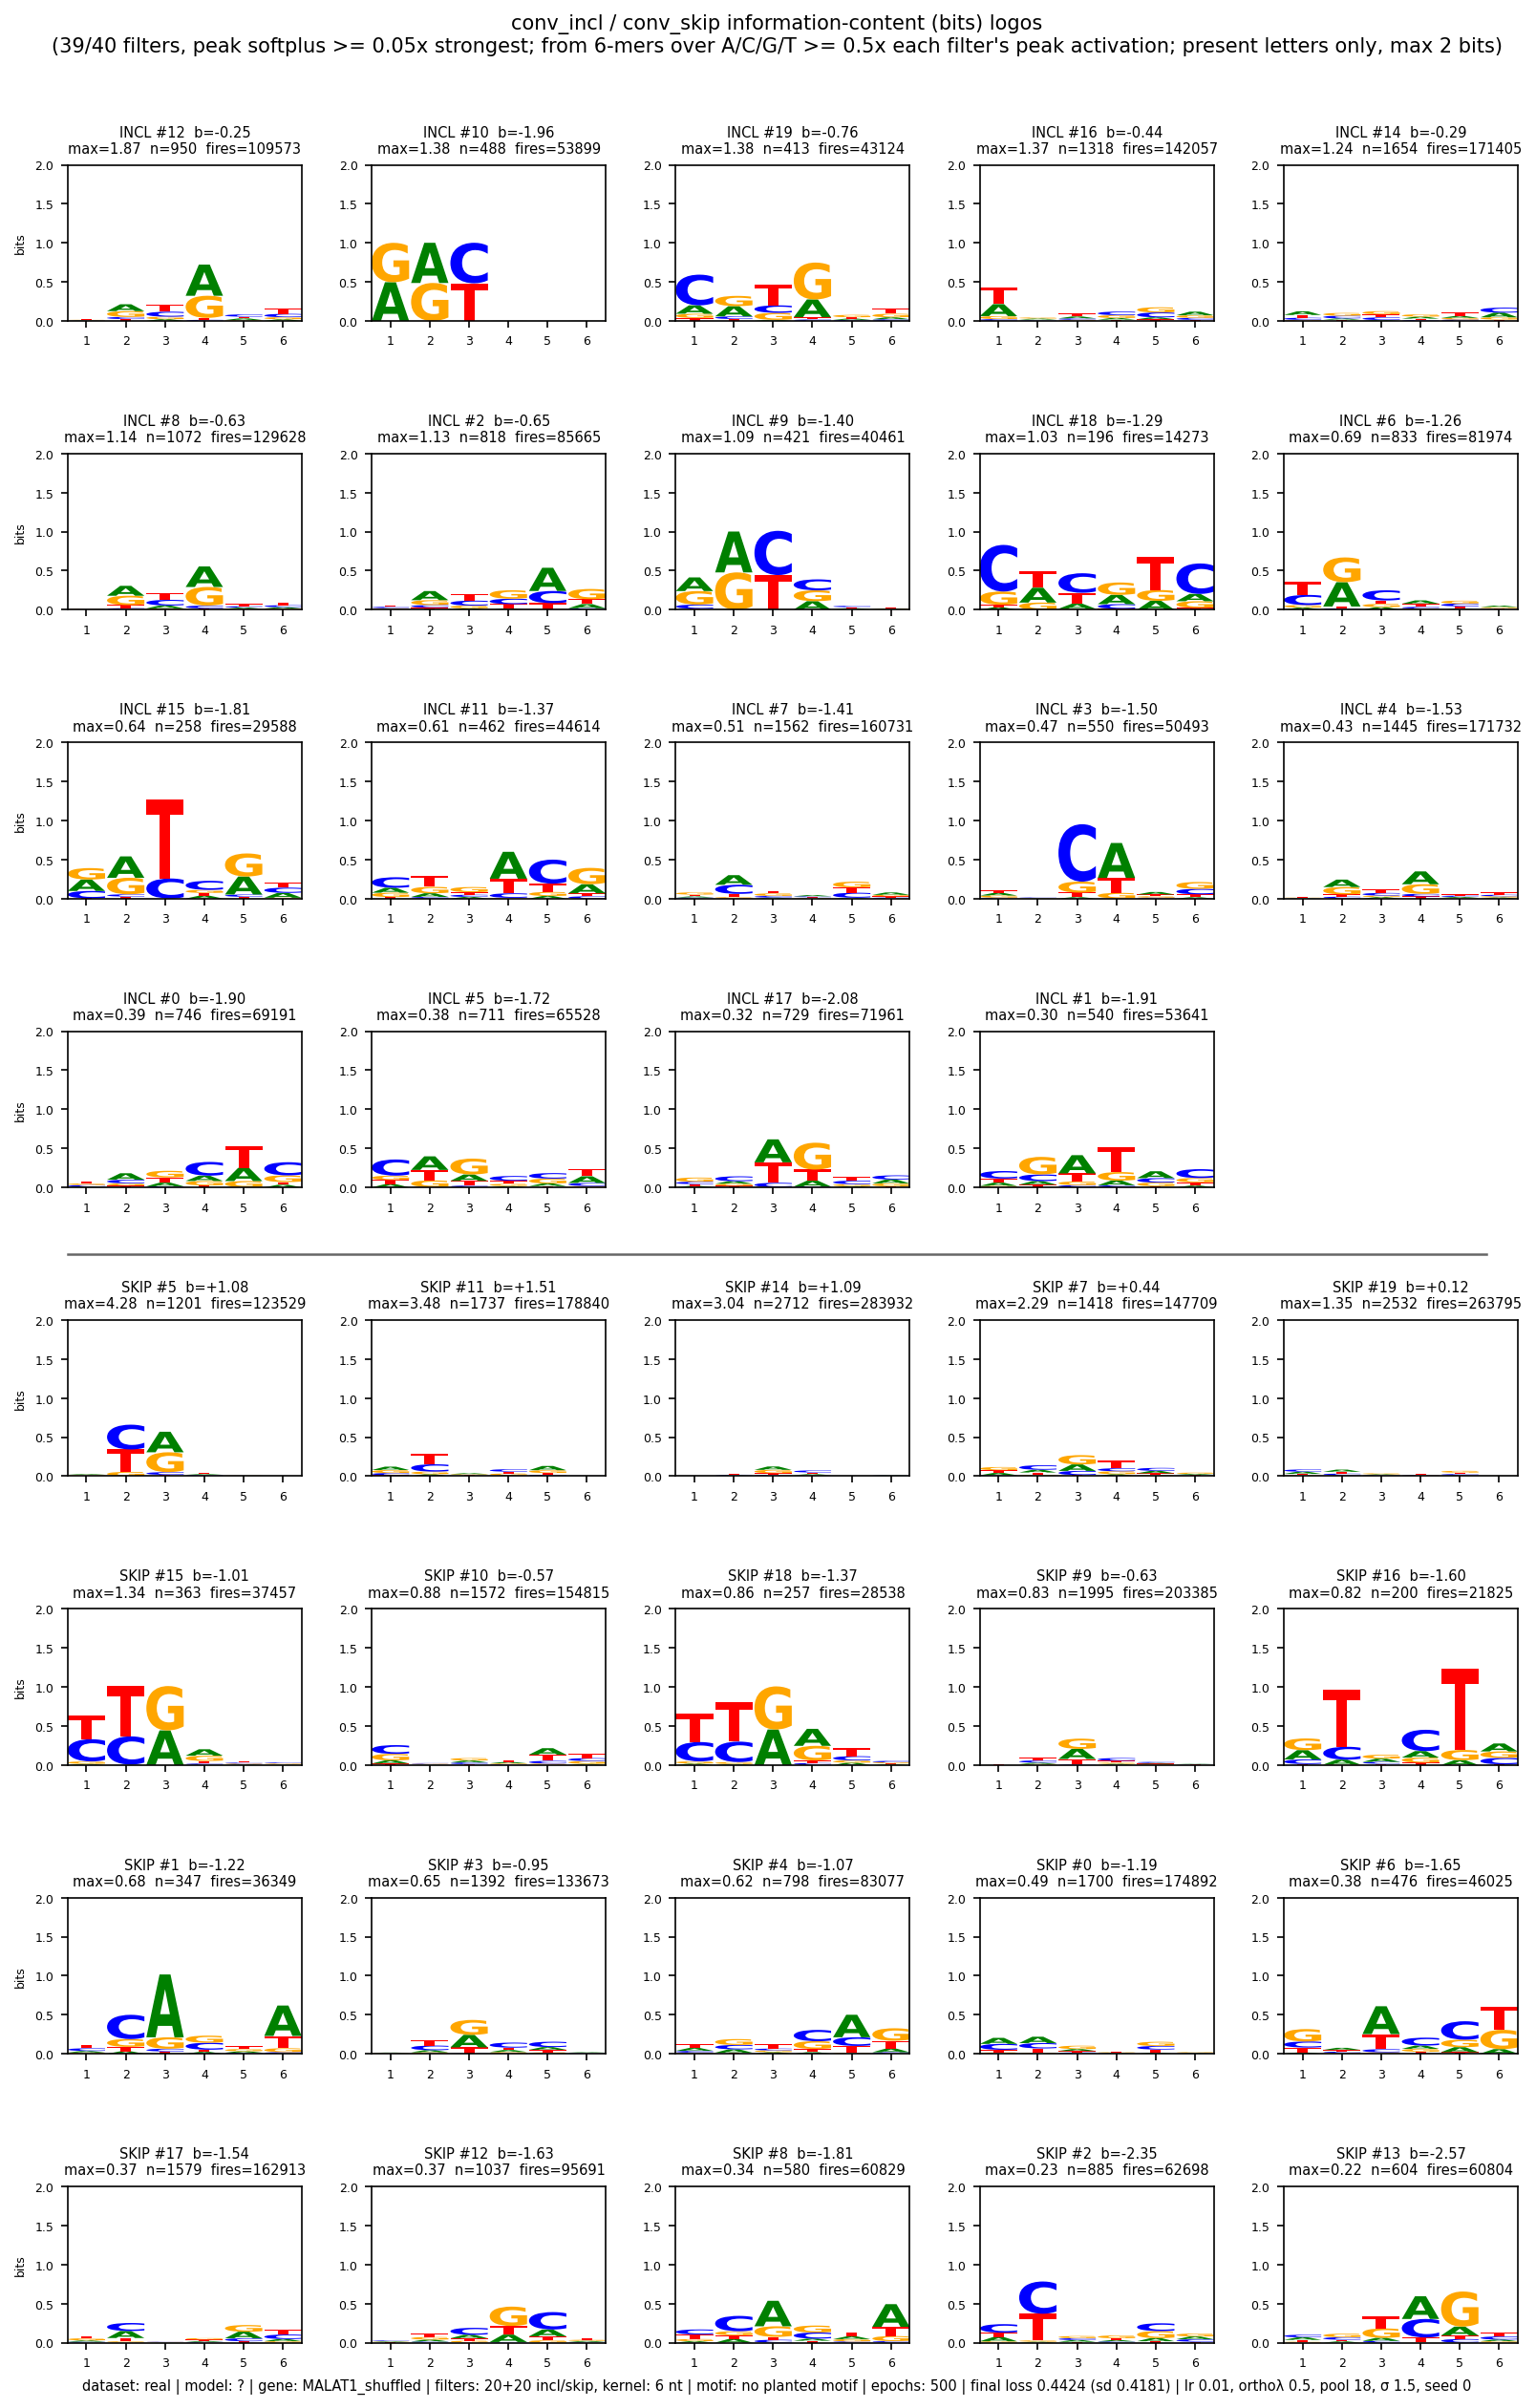 conv_incl / conv_skip information-content (bits) logos
(39/40 filters, peak softplus >= 0.05x strongest; from 6-mers over A/C/G/T >= 0.5x each filter's peak activation; present letters only, max 2 bits)
INCL #12 b=-0.25
max=1.87 n=950 fires=109573
INCL #10 b=-1.96
max=1.38 n=488 fires=53899
INCL #19 b=-0.76
max=1.38 n=413 fires=43124
INCL #16 b=-0.44
max=1.37 n=1318 fires=142057
INCL #14 b=-0.29
max=1.24 n=1654 fires=171405
INCL #8 b=-0.63
max=1.14 n=1072 fires=129628
INCL #2 b=-0.65
max=1.13 n=818 fires=85665
INCL #9 b=-1.40
max=1.09 n=421 fires=40461
INCL #18 b=-1.29
max=1.03 n=196 fires=14273
INCL #6 b=-1.26
max=0.69 n=833 fires=81974
INCL #15 b=-1.81
max=0.64 n=258 fires=29588
INCL #11 b=-1.37
max=0.61 n=462 fires=44614
INCL #7 b=-1.41
max=0.51 n=1562 fires=160731
INCL #3 b=-1.50
max=0.47 n=550 fires=50493
INCL #4 b=-1.53
max=0.43 n=1445 fires=171732
INCL #0 b=-1.90
max=0.39 n=746 fires=69191
INCL #5 b=-1.72
max=0.38 n=711 fires=65528
INCL #17 b=-2.08
max=0.32 n=729 fires=71961
INCL #1 b=-1.91
max=0.30 n=540 fires=53641
SKIP #5 b=+1.08
max=4.28 n=1201 fires=123529
SKIP #11 b=+1.51
max=3.48 n=1737 fires=178840
SKIP #14 b=+1.09
max=3.04 n=2712 fires=283932
SKIP #7 b=+0.44
max=2.29 n=1418 fires=147709
SKIP #19 b=+0.12
max=1.35 n=2532 fires=263795
SKIP #15 b=-1.01
max=1.34 n=363 fires=37457
SKIP #10 b=-0.57
max=0.88 n=1572 fires=154815
SKIP #18 b=-1.37
max=0.86 n=257 fires=28538
SKIP #9 b=-0.63
max=0.83 n=1995 fires=203385
SKIP #16 b=-1.60
max=0.82 n=200 fires=21825
SKIP #1 b=-1.22
max=0.68 n=347 fires=36349
SKIP #3 b=-0.95
max=0.65 n=1392 fires=133673
SKIP #4 b=-1.07
max=0.62 n=798 fires=83077
SKIP #0 b=-1.19
max=0.49 n=1700 fires=174892
SKIP #6 b=-1.65
max=0.38 n=476 fires=46025
SKIP #17 b=-1.54
max=0.37 n=1579 fires=162913
SKIP #12 b=-1.63
max=0.37 n=1037 fires=95691
SKIP #8 b=-1.81
max=0.34 n=580 fires=60829
SKIP #2 b=-2.35
max=0.23 n=885 fires=62698
SKIP #13 b=-2.57
max=0.22 n=604 fires=60804
dataset: real | model: ? | gene: MALAT1_shuffled | filters: 20+20 incl/skip, kernel: 6 nt | motif: no planted motif | epochs: 500 | final loss 0.4424 (sd 0.4181) | lr 0.01, orthoλ 0.5, pool 18, σ 1.5, seed 0